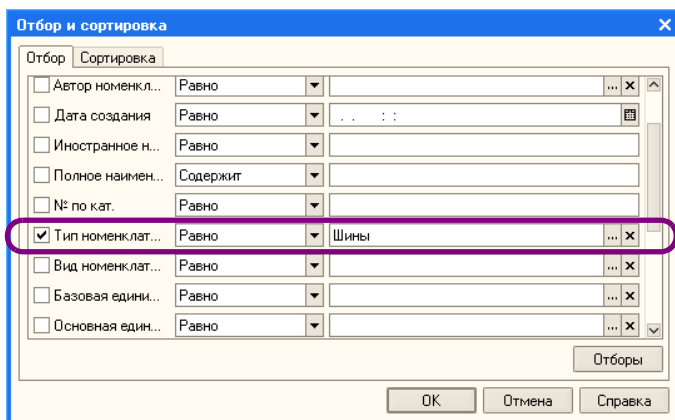 Отбор и сортировка
Отбор Сортировка
Автор номенкл... Равно ...
Дата создания Равно . . : :
Иностранное н... Равно
Полное наимен... Содержит
№ по кат. Равно
Тип номенклат... Равно Шины ...
Вид номенклат... Равно ...
Базовая едини... Равно ...
Основная един... Равно ...
Отборы
OK Отмена Справка